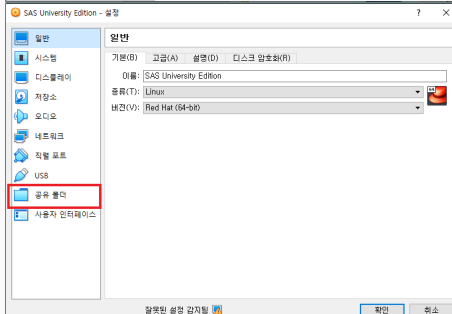 SAS University Edition - 설정
일반
시스템
디스플레이
저장소
오디오
네트워크
직렬 포트
USB
공유 폴더
사용자 인터페이스
일반
기본(B) 고급(A) 설명(D) 디스크 암호화(R)
이름: SAS University Edition
종류(T): Linux
버전(V): Red Hat (64-bit)
64
잘못된 설정 감지됨
확인 취소